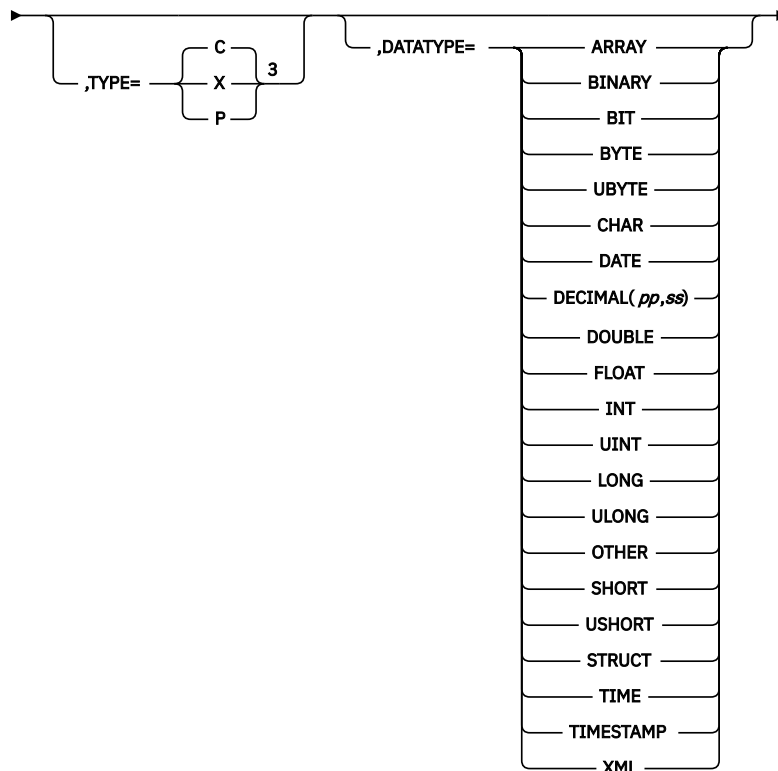 ,TYPE=
C
X
P
3
,DATATYPE=
ARRAY
BINARY
BIT
BYTE
UBYTE
CHAR
DATE
DECIMAL( pp,ss)
DOUBLE
FLOAT
INT
UINT
LONG
ULONG
OTHER
SHORT
USHORT
STRUCT
TIME
TIMESTAMP
XML